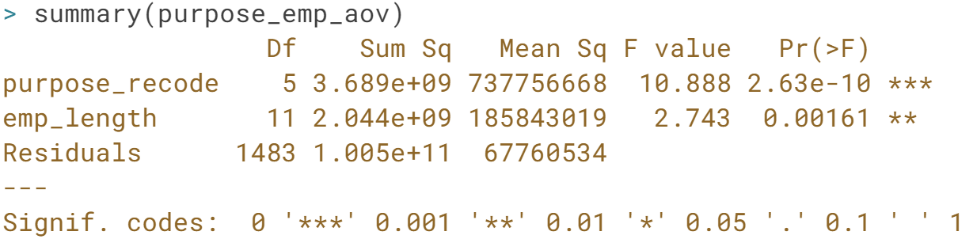 > summary(purpose_emp_aov)
                 Df    Sum Sq   Mean Sq F value   Pr(>F)
purpose_recode    5 3.689e+09 737756668  10.888 2.63e-10 ***
emp_length       11 2.044e+09 185843019   2.743  0.00161 **
Residuals      1483 1.005e+11  67760534
---
Signif. codes:  0 '***' 0.001 '**' 0.01 '*' 0.05 '.' 0.1 ' ' 1